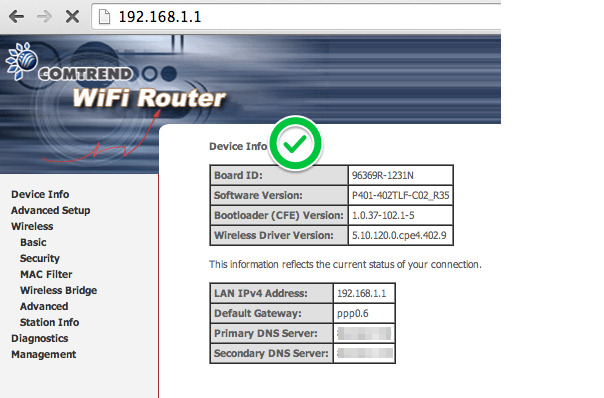 192.168.1.1
COMTREND
WiFi Router
Device Info
Board ID: 96369R-1231N
Software Version: P401-402TLF-C02_R35
Bootloader (CFE) Version: 1.0.37-102.1-5
Wireless Driver Version: 5.10.120.0.cpe4.402.9
This information reflects the current status of your connection.
LAN IPv4 Address: 192.168.1.1
Default Gateway: ppp0.6
Primary DNS Server:
Secondary DNS Server:
Device Info
Advanced Setup
Wireless
Basic
Security
MAC Filter
Wireless Bridge
Advanced
Station Info
Diagnostics
Management